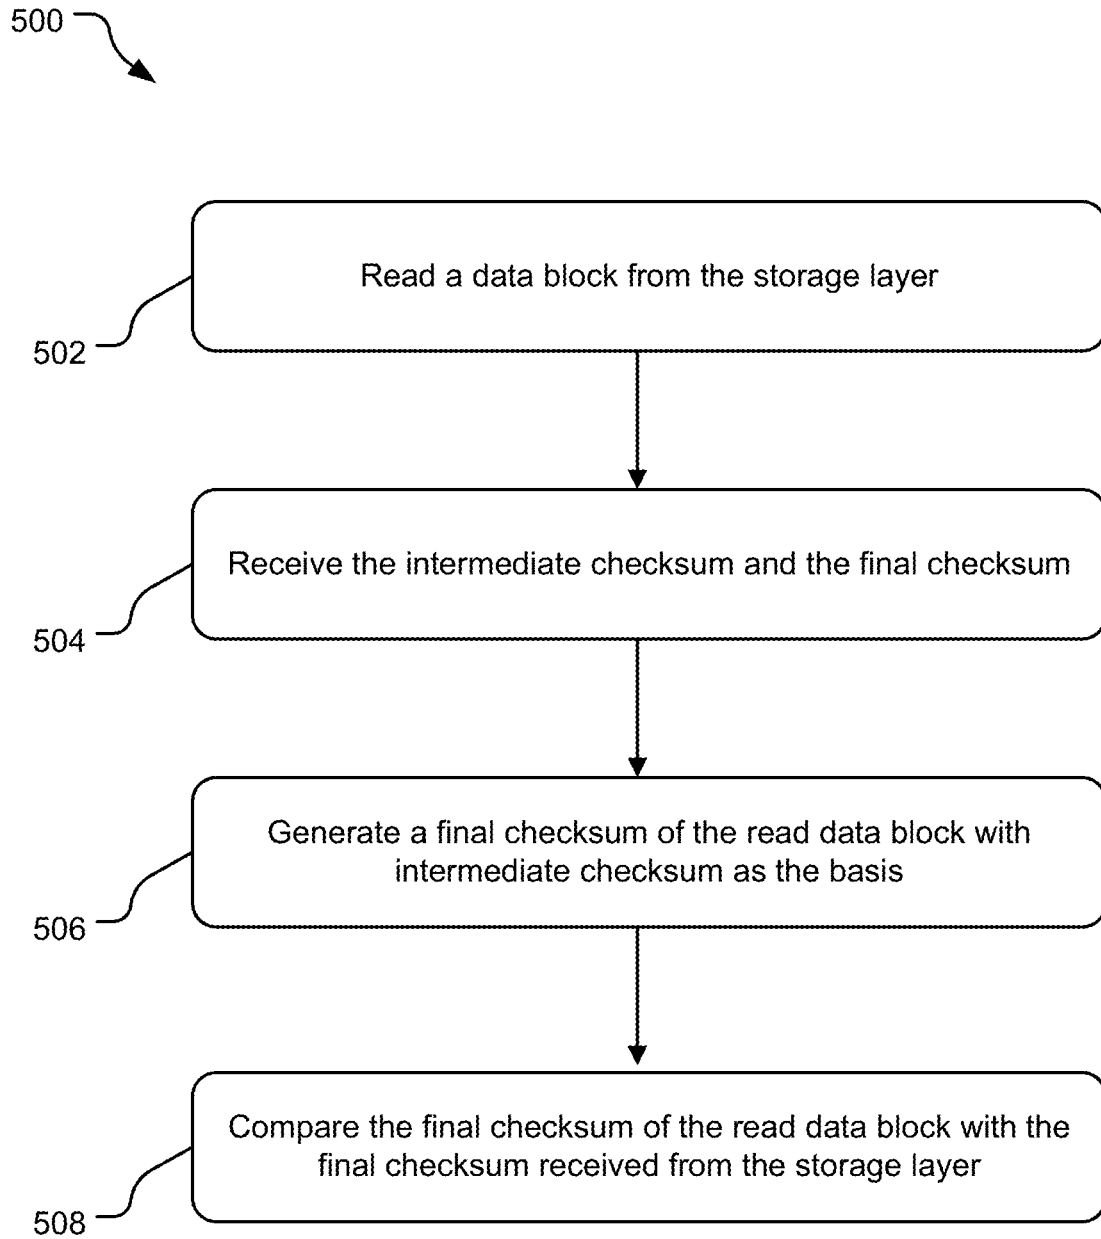 500
Read a data block from the storage layer
502
Receive the intermediate checksum and the final checksum
504
Generate a final checksum of the read data block with
intermediate checksum as the basis
506
Compare the final checksum of the read data block with the
final checksum received from the storage layer
508